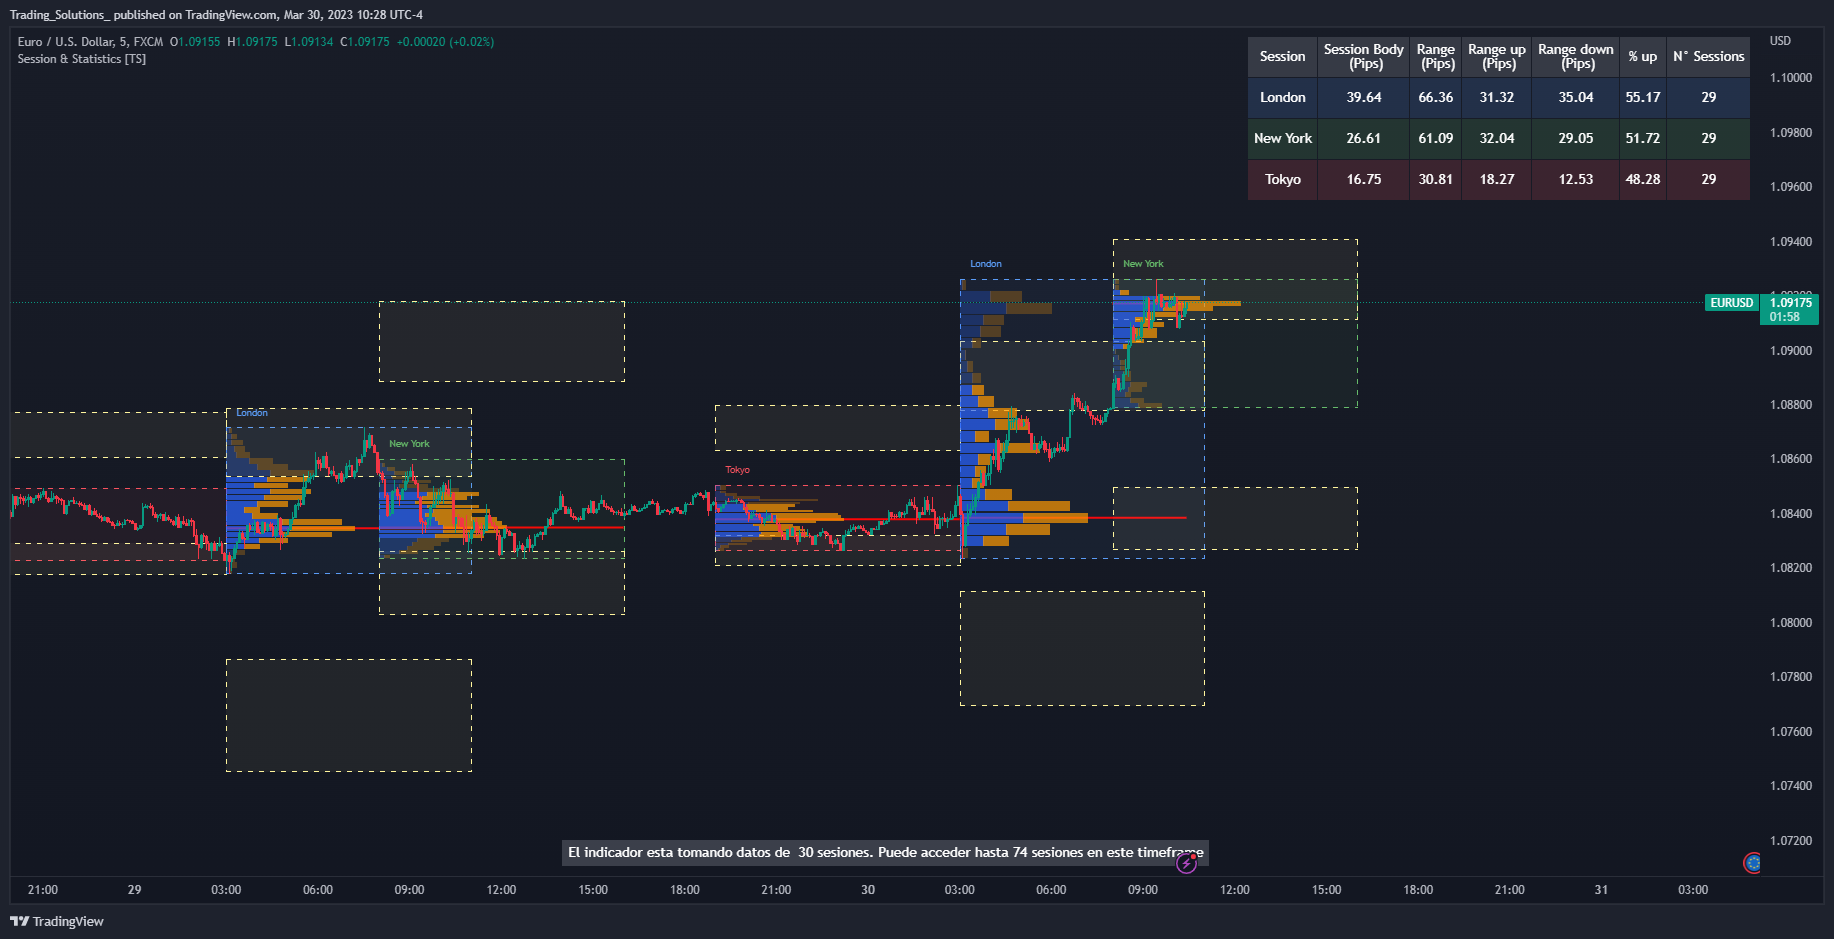 Trading_Solutions_ published on TradingView.com, Mar 30, 2023 10:28 UTC-4
Euro / U.S. Dollar, 5, FXCM O1.09155 H1.09175 L1.09134 C1.09175 +0.00020 (+0.02%)
Session & Statistics [TS]
Session Session Body (Pips) Range (Pips) Range up (Pips) Range down (Pips) % up N° Sessions
London 39.64 66.36 31.32 35.04 55.17 29
New York 26.61 61.09 32.04 29.05 51.72 29
Tokyo 16.75 30.81 18.27 12.53 48.28 29
USD
1.10000
1.09800
1.09600
1.09400
EURUSD 1.09175
01:58
1.09000
1.08800
1.08600
1.08400
1.08200
1.08000
1.07800
1.07600
1.07400
1.07200
London
New York
Tokyo
London
New York
El indicador esta tomando datos de 30 sesiones. Puede acceder hasta 74 sesiones en este timeframe
21:00 29 03:00 06:00 09:00 12:00 15:00 18:00 21:00 30 03:00 06:00 09:00 12:00 15:00 18:00 21:00 31 03:00
TradingView